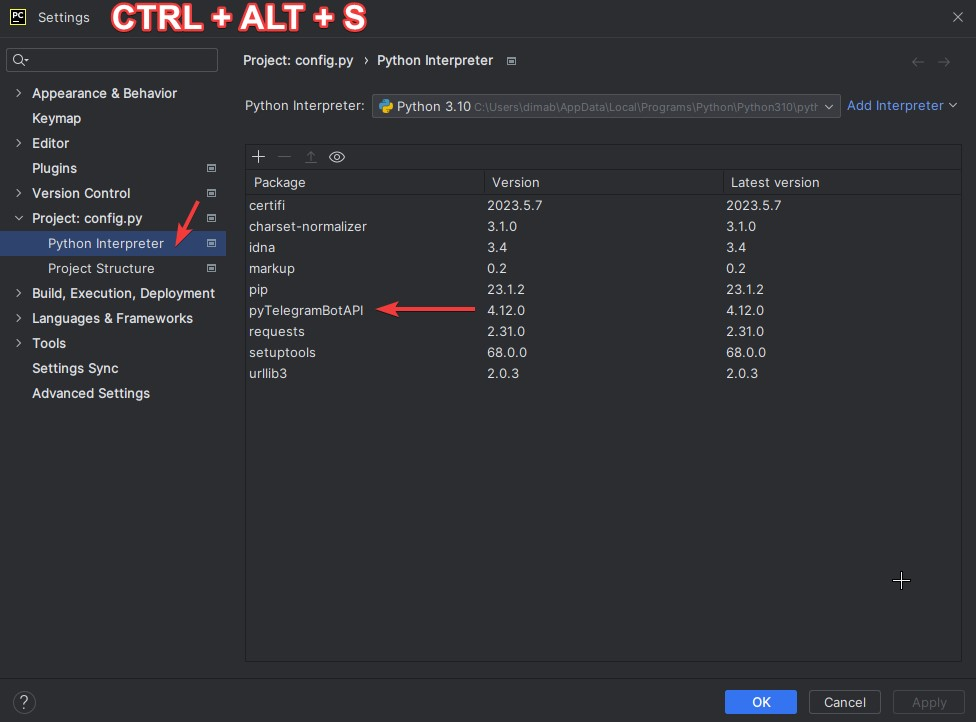 PC Settings CTRL + ALT + S
Project: config.py › Python Interpreter
Appearance & Behavior
Keymap
Editor
Plugins
Version Control
Project: config.py
Python Interpreter
Project Structure
Build, Execution, Deployment
Languages & Frameworks
Tools
Settings Sync
Advanced Settings
Python Interpreter: Python 3.10 C:\Users\dimab\AppData\Local\Programs\Python\Python310\pyth Add Interpreter
Package Version Latest version
certifi 2023.5.7 2023.5.7
charset-normalizer 3.1.0 3.1.0
idna 3.4 3.4
markup 0.2 0.2
pip 23.1.2 23.1.2
pyTelegramBotAPI 4.12.0 4.12.0
requests 2.31.0 2.31.0
setuptools 68.0.0 68.0.0
urllib3 2.0.3 2.0.3
? OK Cancel Apply